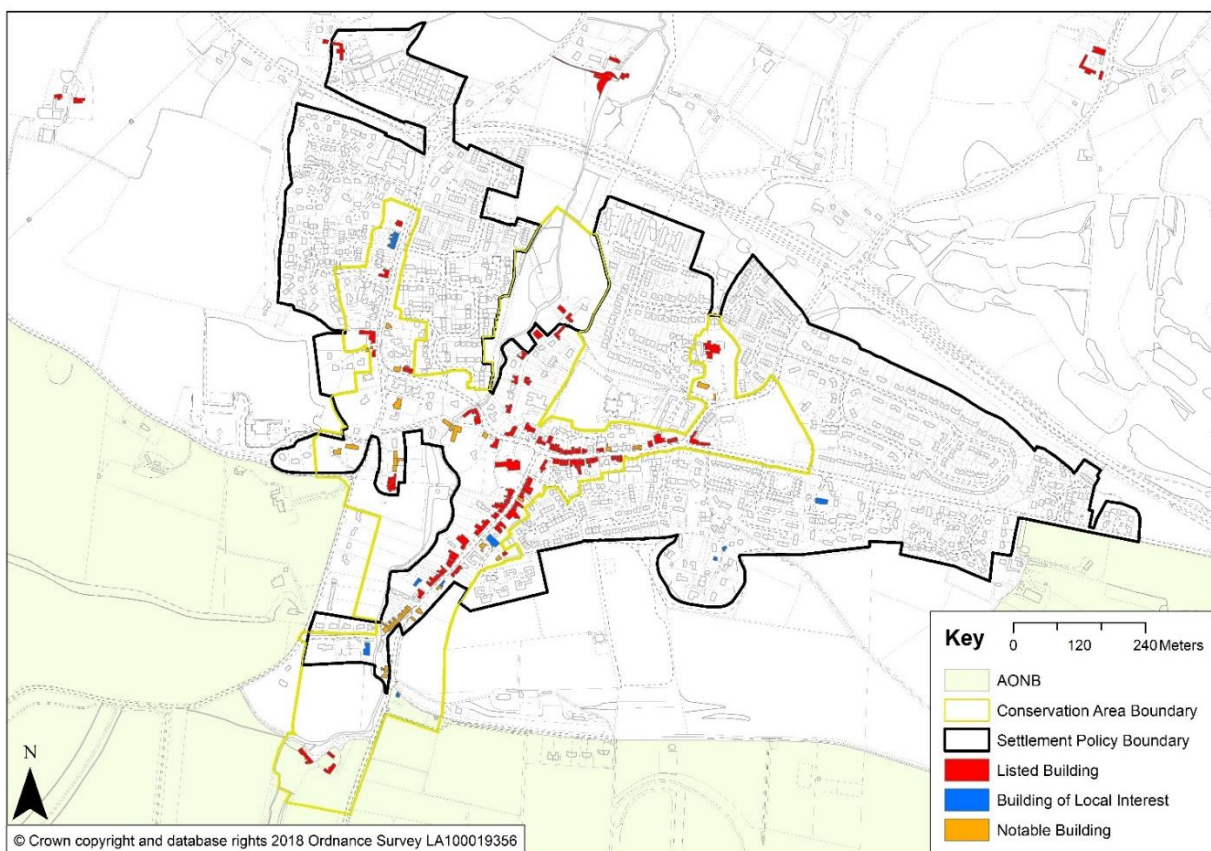 Key
0 120 240 Meters
AONB
Conservation Area Boundary
Settlement Policy Boundary
Listed Building
Building of Local Interest
Notable Building
N
© Crown copyright and database rights 2018 Ordnance Survey LA100019356